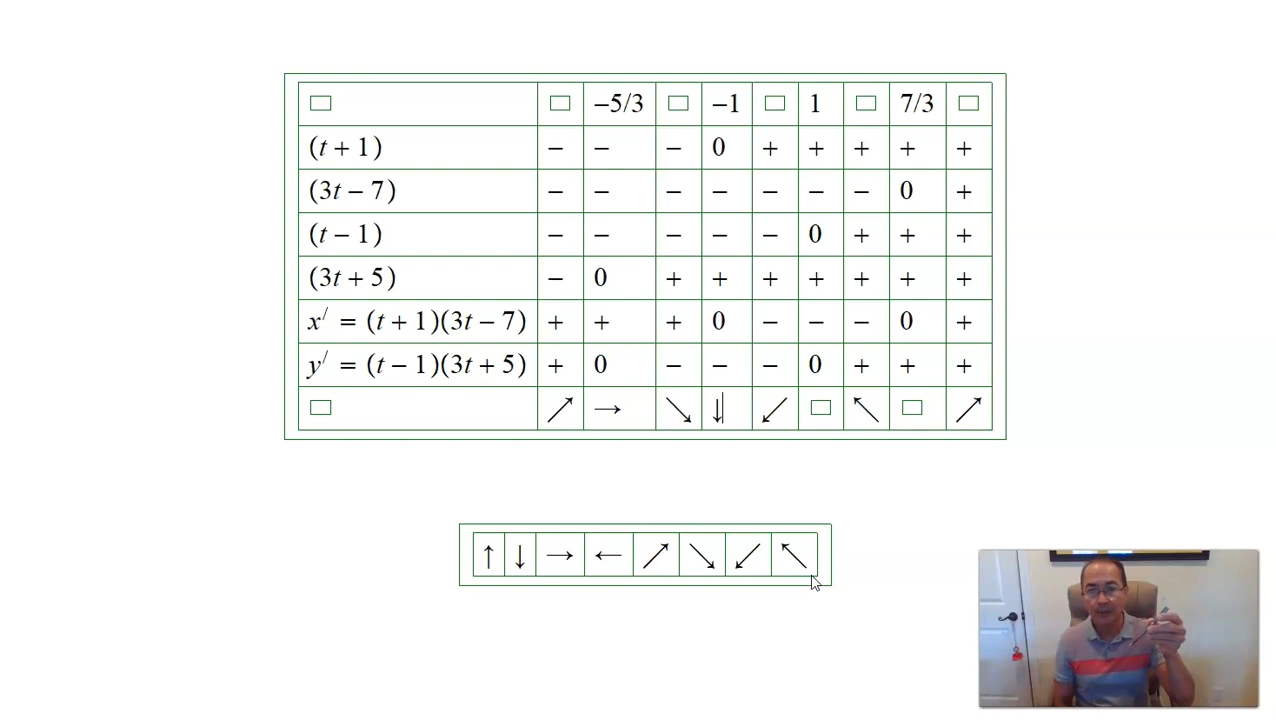 □ □ −5/3 □ −1 □ 1 □ 7/3 □
(t + 1) − − − 0 + + + + +
(3t − 7) − − − − − − − 0 +
(t − 1) − − − − − 0 + + +
(3t + 5) − 0 + + + + + + +
x′ = (t + 1)(3t − 7) + + + 0 − − − 0 +
y′ = (t − 1)(3t + 5) + 0 − − − 0 + + +
□ ↗ → ↘ ↓ ↙ □ ↖ □ ↗
↑ ↓ → ← ↗ ↘ ↙ ↖